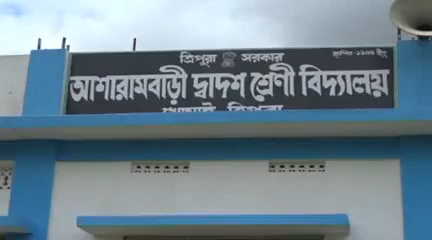 ত্রিপুরা সরকার
আশারামবাড়ী দ্বাদশ শ্রেণী বিদ্যালয়
খোয়াই ত্রিপুরা